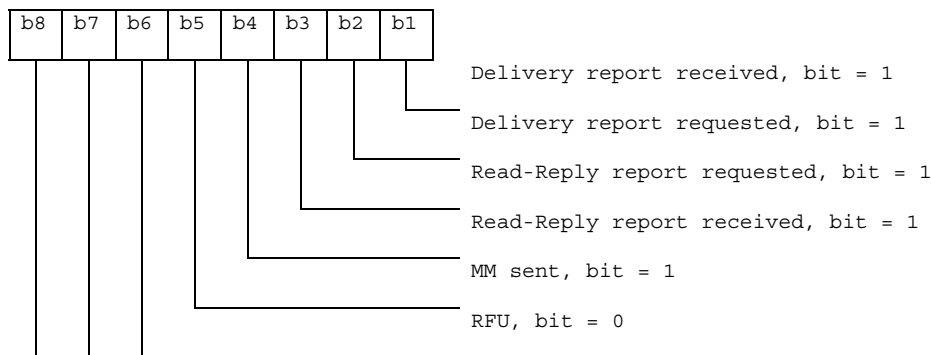 b8 b7 b6 b5 b4 b3 b2 b1
Delivery report received, bit = 1
Delivery report requested, bit = 1
Read-Reply report requested, bit = 1
Read-Reply report received, bit = 1
MM sent, bit = 1
RFU, bit = 0